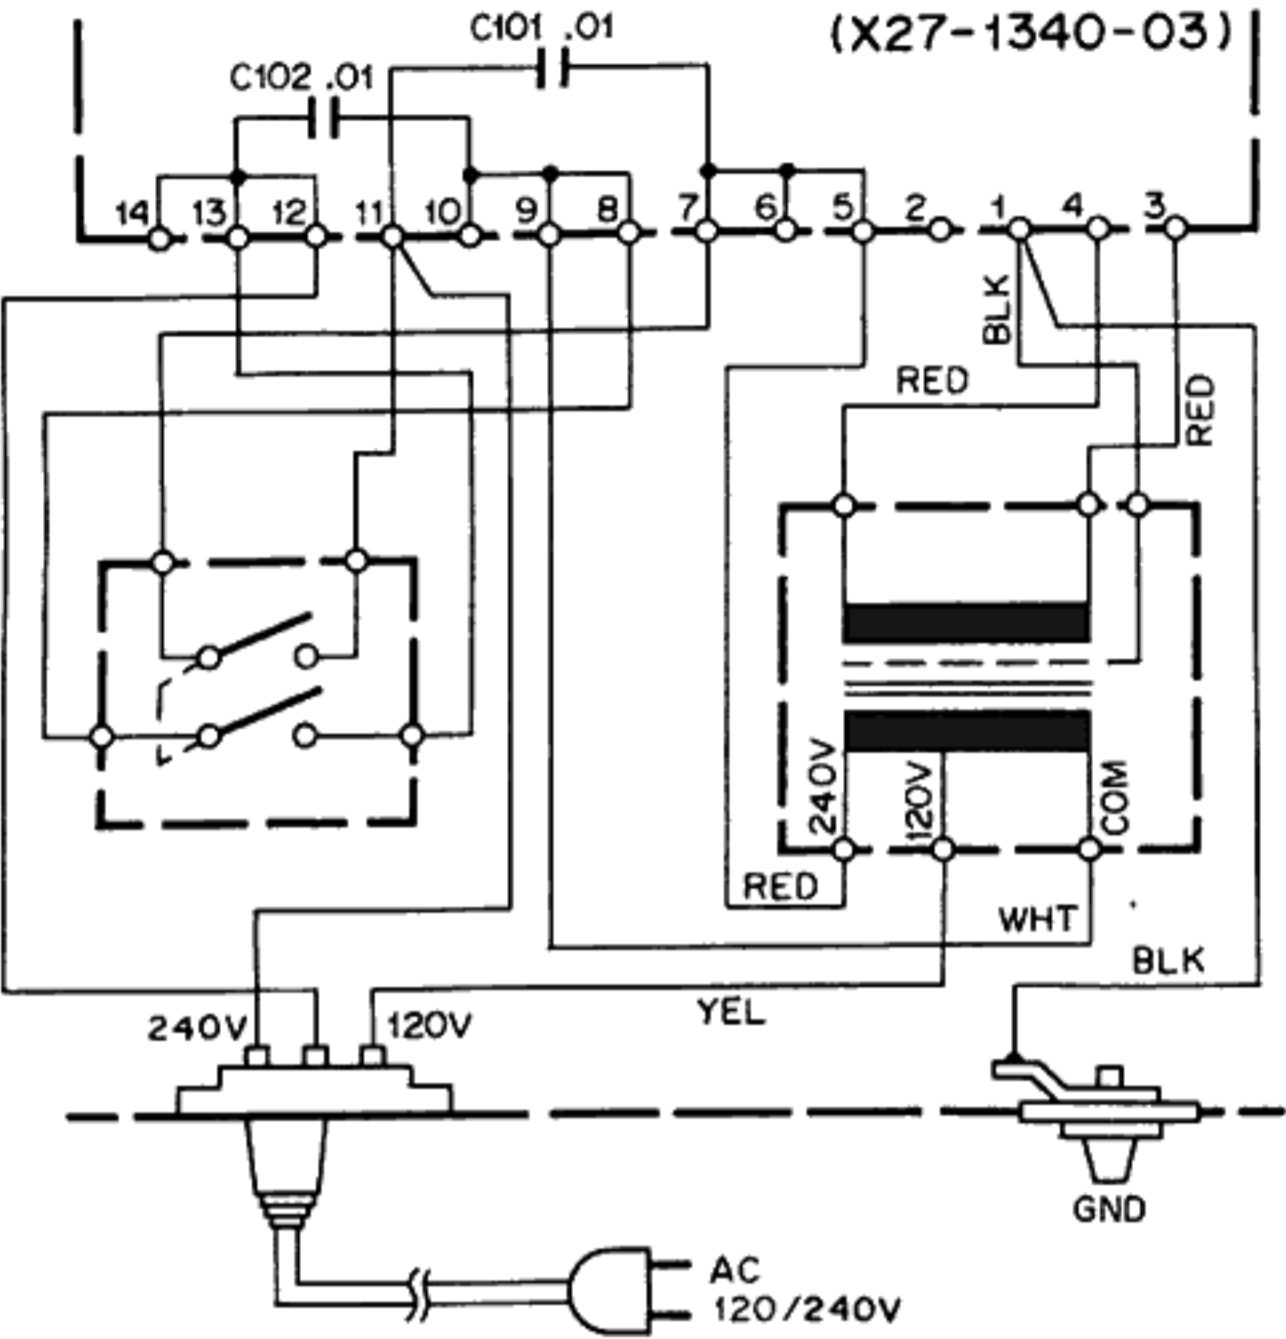 C101 .01
(X27-1340-03)
C102 .01
14 13 12 11 10 9 8 7 6 5 2 1 4 3
BLK
RED
RED
240V
120V
COM
RED
WHT
BLK
YEL
240V
120V
GND
AC
120/240V